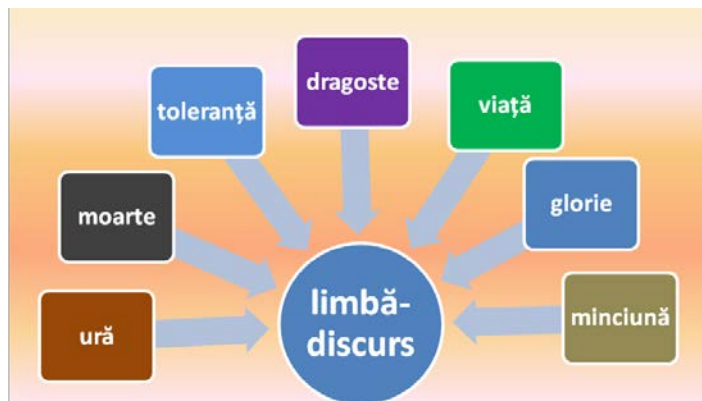 dragoste
toleranță
viață
moarte
glorie
limbă-
discurs
ură
minciună